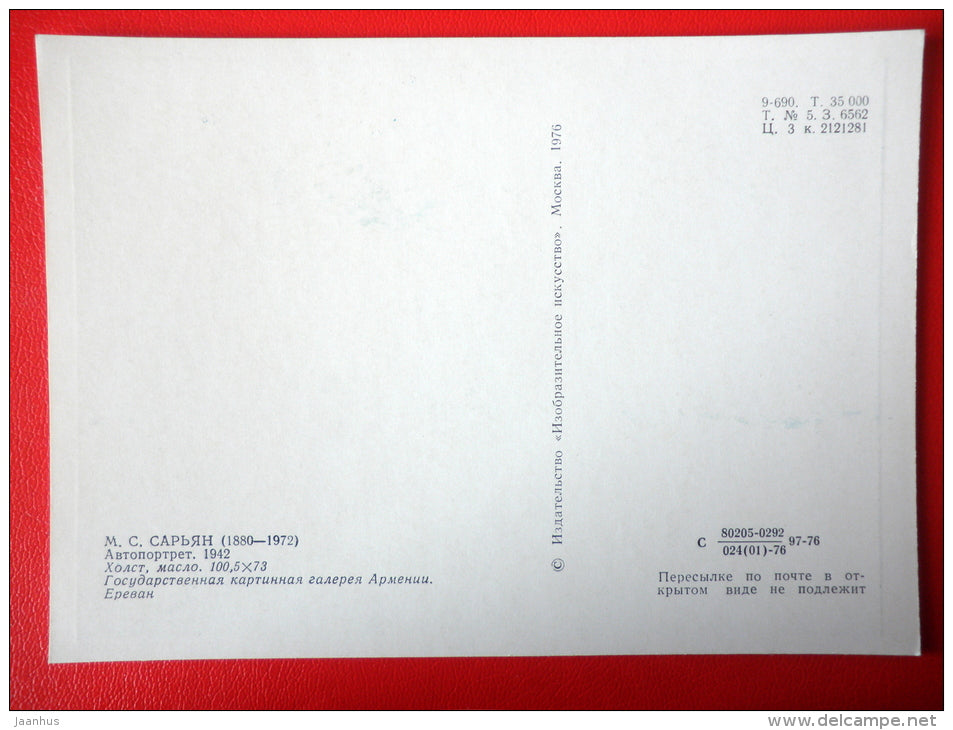 9-690. Т. 35 000
Т. № 5. З. 6562
Ц. 3 к. 2121281
© Издательство «Изобразительное искусство». Москва. 1976
М. С. САРЬЯН (1880—1972)
Автопортрет. 1942
Холст, масло. 100,5×73
Государственная картинная галерея Армении.
Ереван
С 80205-0292 97-76
024(01)-76
Пересылке по почте в от-
крытом виде не подлежит
Jaanhus
www.delcampe.net